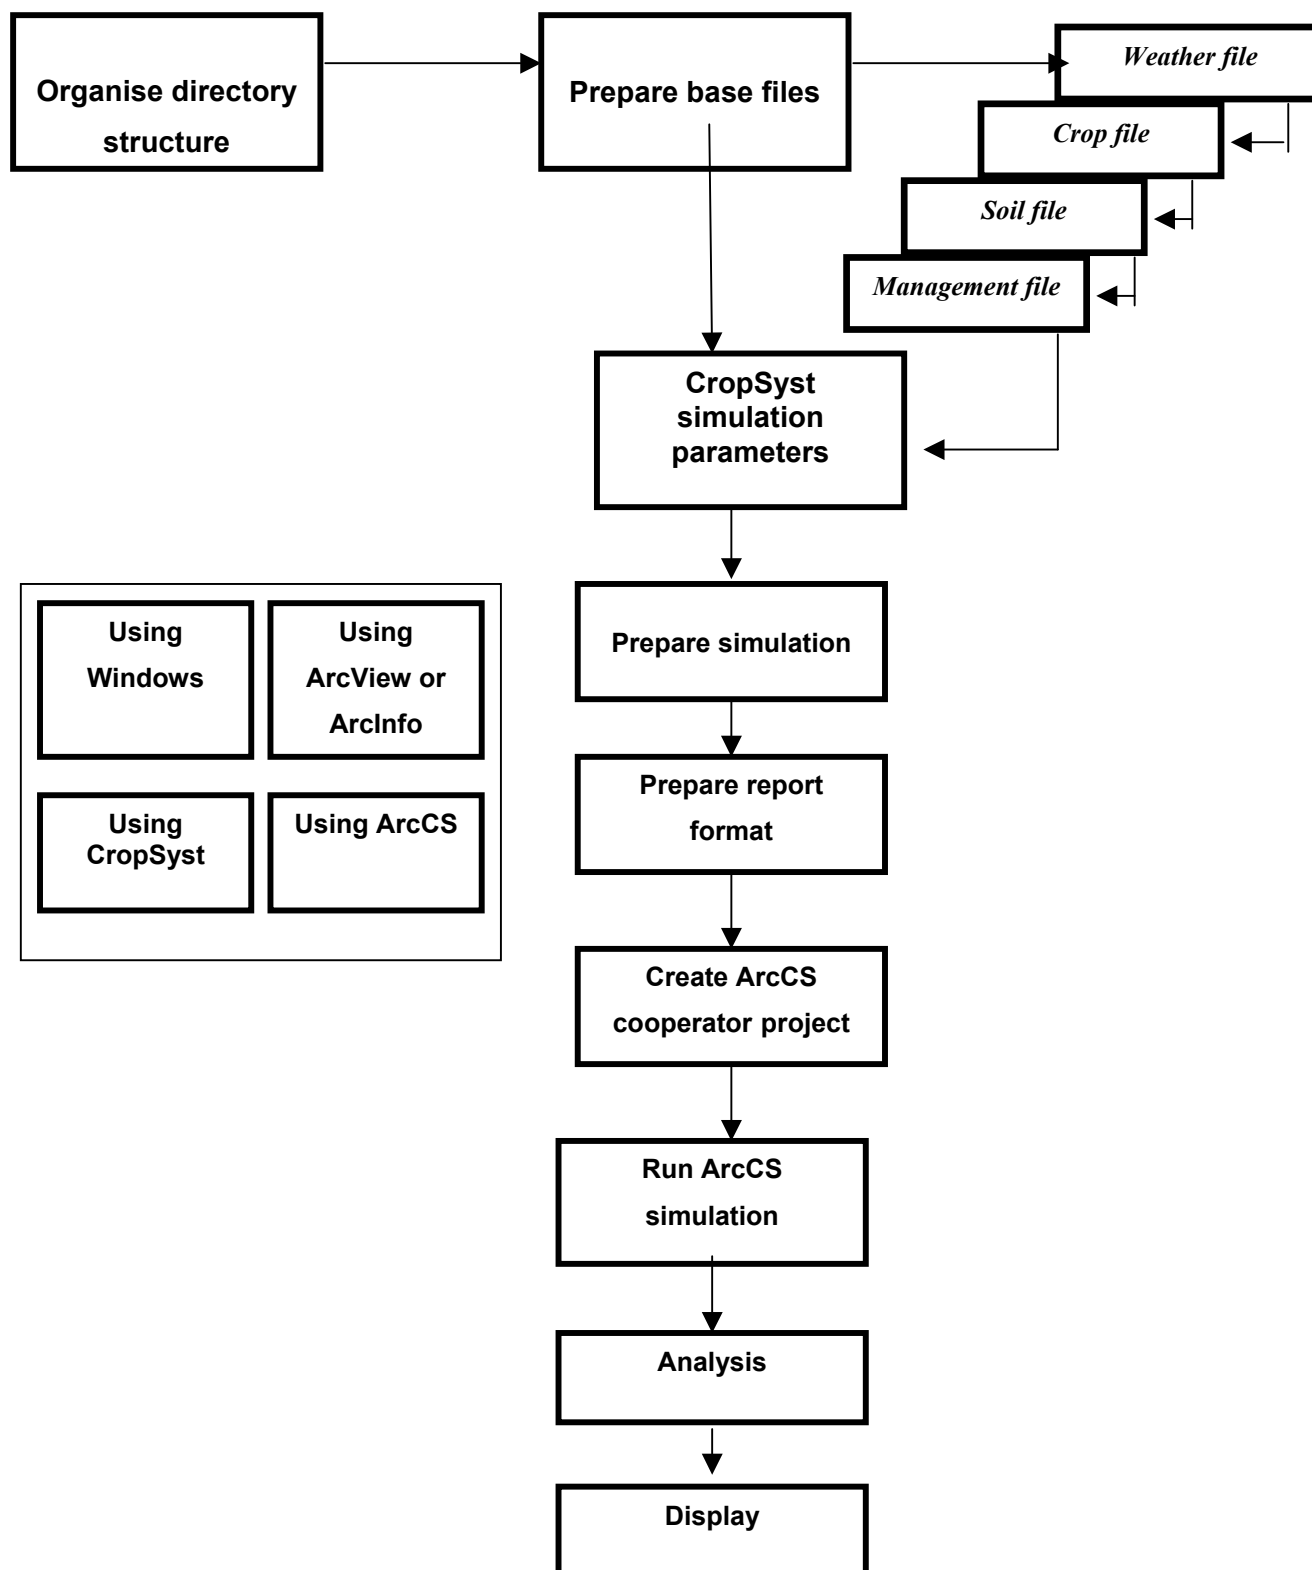 Organise directory
structure
Prepare base files
Weather file
Crop file
Soil file
Management file
CropSyst
simulation
parameters
Using
Windows
Using
ArcView or
ArcInfo
Using
CropSyst
Using ArcCS
Prepare simulation
Prepare report
format
Create ArcCS
cooperator project
Run ArcCS
simulation
Analysis
Display